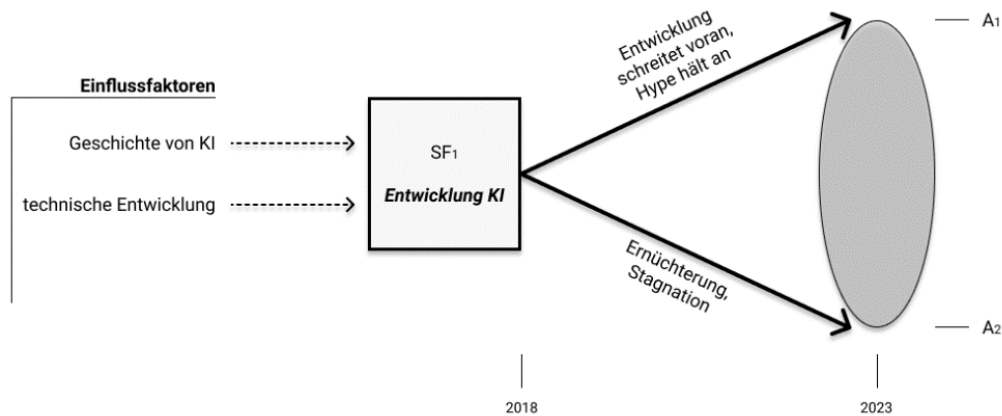 Einflussfaktoren
Geschichte von KI
technische Entwicklung
SF1
Entwicklung KI
Entwicklung
schreitet voran,
Hype hält an
Ernüchterung,
Stagnation
A1
A2
2018
2023